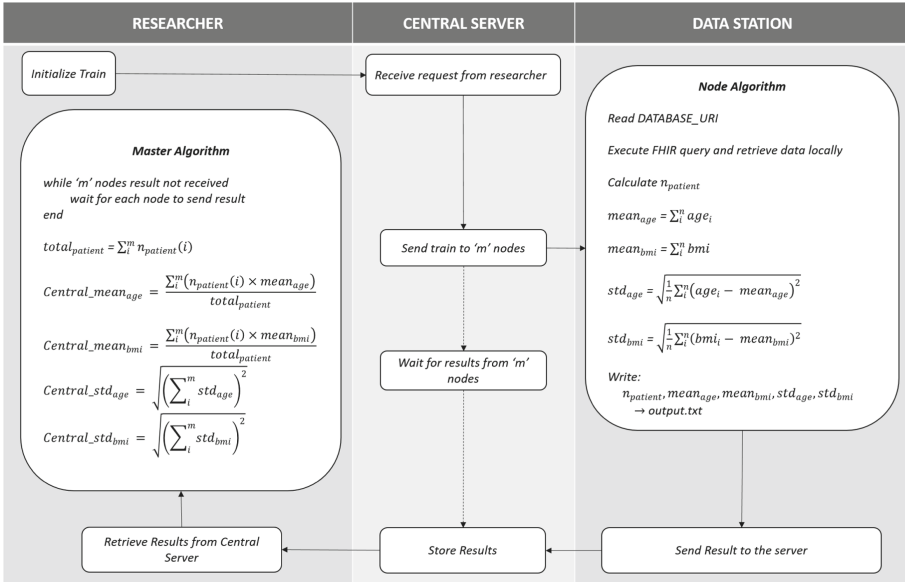 RESEARCHER
CENTRAL SERVER
DATA STATION
Initialize Train
Receive request from researcher
Node Algorithm
Read DATABASE_URI
Execute FHIR query and retrieve data locally
Calculate n_patient
mean_age = ∑_i^n age_i
mean_bmi = ∑_i^n bmi
std_age = √(1/n ∑_i^n (age_i − mean_age)^2)
std_bmi = √(1/n ∑_i^n (bmi_i − mean_bmi)^2)
Write:
n_patient, mean_age, mean_bmi, std_age, std_bmi
→ output.txt
Master Algorithm
while ‘m’ nodes result not received
wait for each node to send result
end
total_patient = ∑_i^m n_patient(i)
Central_mean_age = ∑_i^m (n_patient(i) × mean_age) / total_patient
Central_mean_bmi = ∑_i^m (n_patient(i) × mean_bmi) / total_patient
Central_std_age = √((∑_i^m std_age)^2)
Central_std_bmi = √((∑_i^m std_bmi)^2)
Send train to ‘m’ nodes
Wait for results from ‘m’
nodes
Retrieve Results from Central
Server
Store Results
Send Result to the server